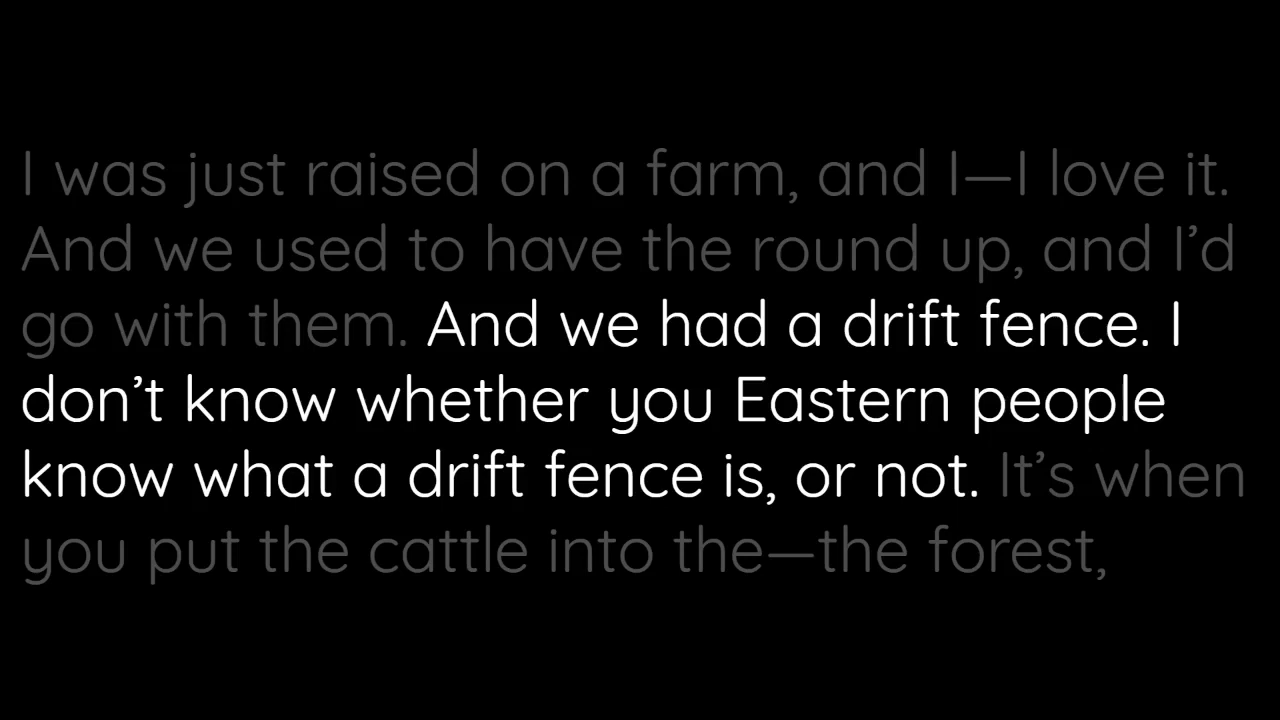 I was just raised on a farm, and I—I love it.
And we used to have the round up, and I’d
go with them. And we had a drift fence. I
don’t know whether you Eastern people
know what a drift fence is, or not. It’s when
you put the cattle into the—the forest,